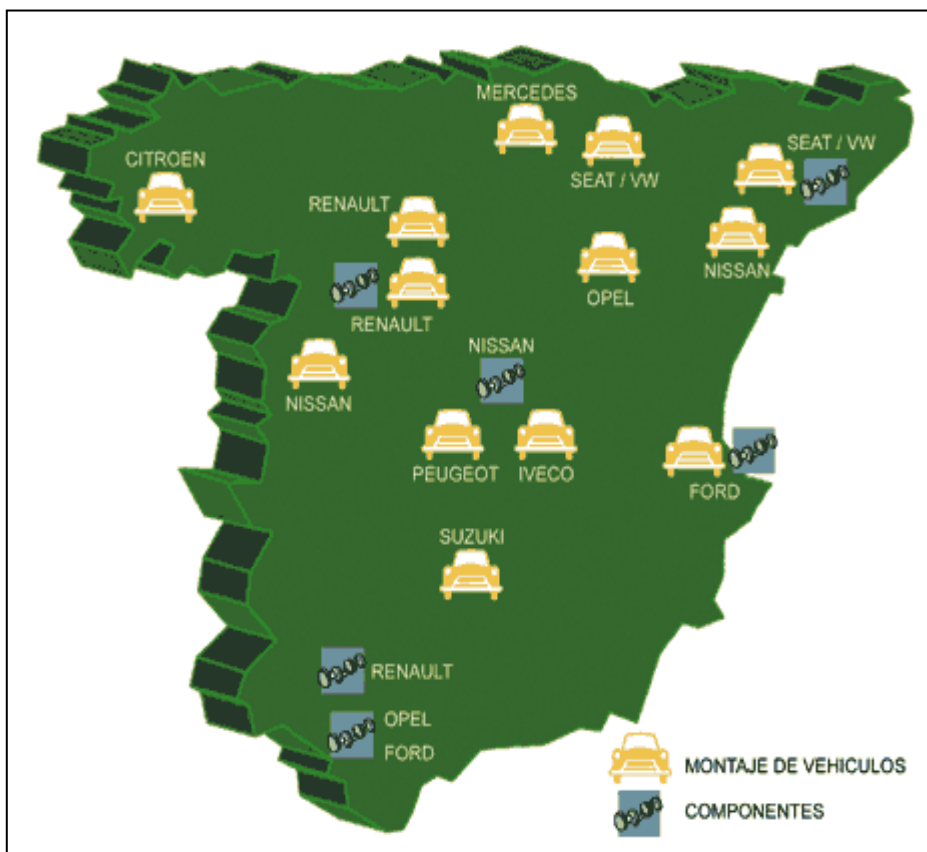 MERCEDES
SEAT / VW
CITROEN
SEAT / VW
RENAULT
NISSAN
OPEL
RENAULT
NISSAN
NISSAN
PEUGEOT
IVECO
FORD
SUZUKI
RENAULT
OPEL
FORD
MONTAJE DE VEHICULOS
COMPONENTES